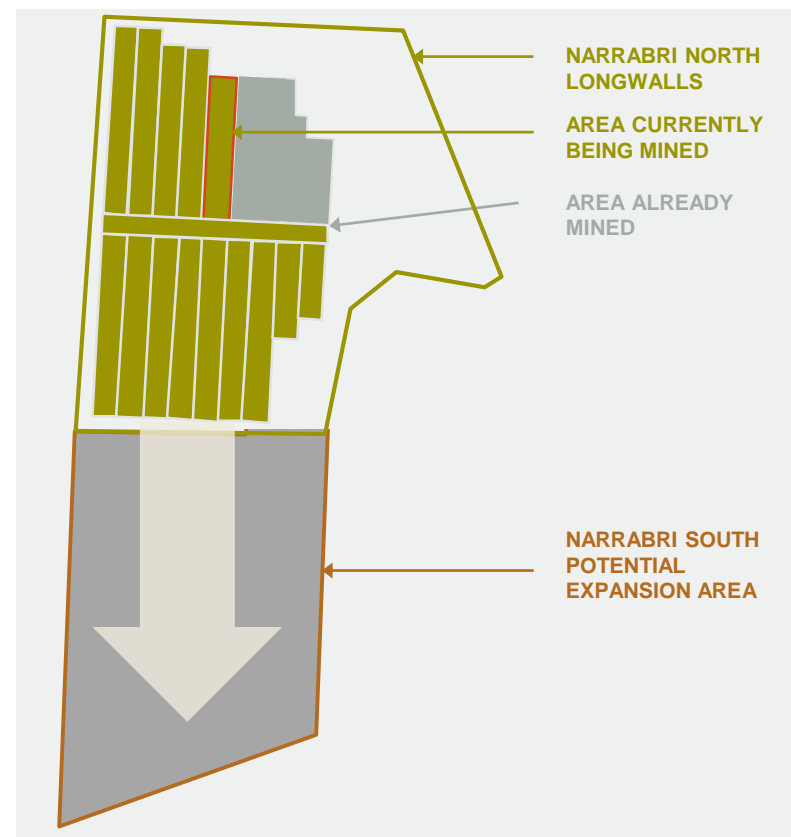 NARRABRI NORTH
LONGWALLS
AREA CURRENTLY
BEING MINED
AREA ALREADY
MINED
NARRABRI SOUTH
POTENTIAL
EXPANSION AREA